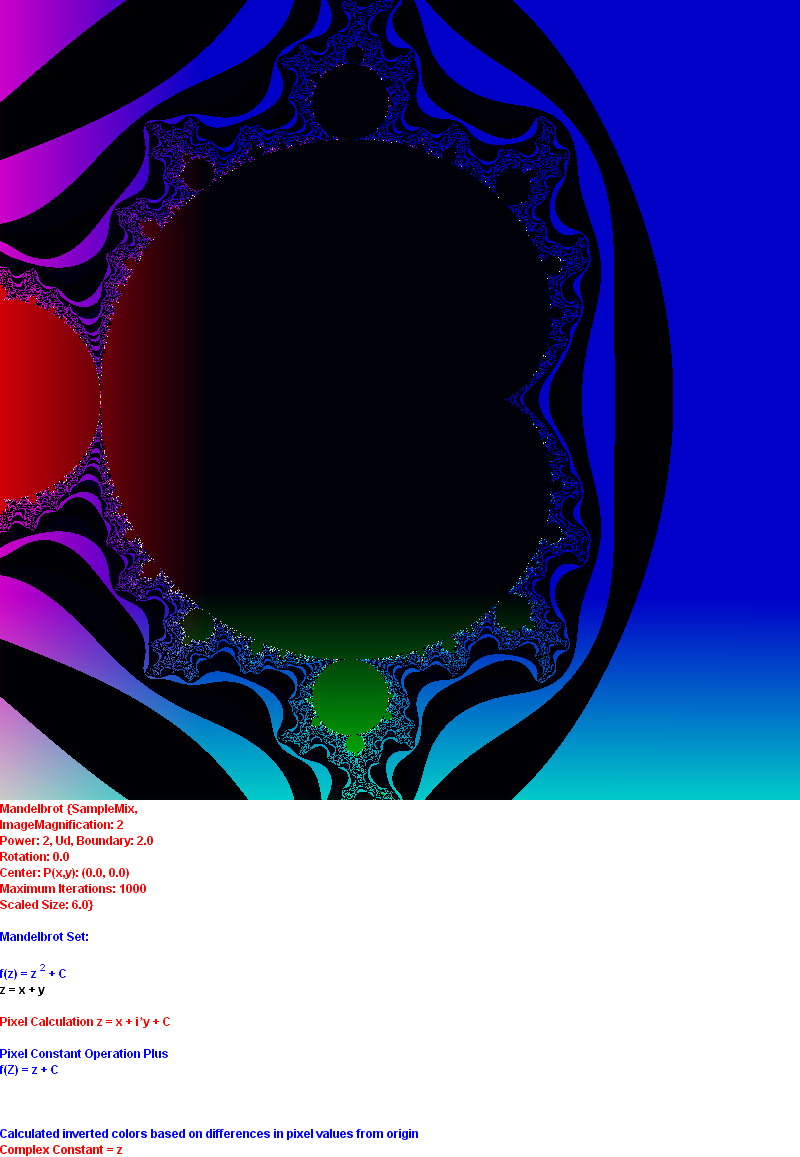 Mandelbrot {SampleMix,
ImageMagnification: 2
Power: 2, Ud, Boundary: 2.0
Rotation: 0.0
Center: P(x,y): (0.0, 0.0)
Maximum Iterations: 1000
Scaled Size: 6.0}
Mandelbrot Set:
f(z) = z 2 + C
z = x + y
Pixel Calculation z = x + i*y + C
Pixel Constant Operation Plus
f(Z) = z + C
Calculated inverted colors based on differences in pixel values from origin
Complex Constant = z